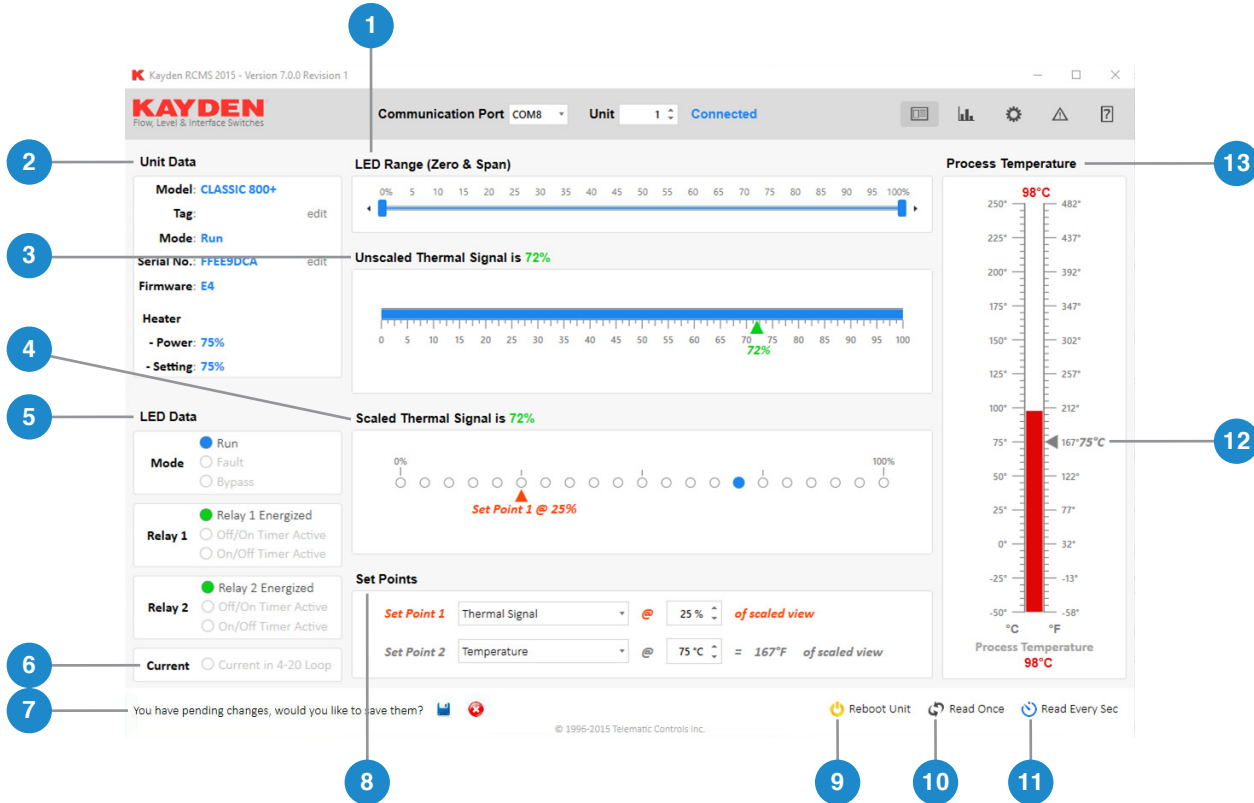 1
Kayden RCMS 2015 - Version 7.0.0 Revision 1
KAYDEN
Flow, Level & Interface Switches
Communication Port COM8 Unit 1 Connected
2
Unit Data
Model: CLASSIC 800+
Tag: edit
Mode: Run
Serial No.: FFEE9DCA edit
Firmware: E4
Heater
- Power: 75%
- Setting: 75%
LED Range (Zero & Span)
0% 5 10 15 20 25 30 35 40 45 50 55 60 65 70 75 80 85 90 95 100%
3
Unscaled Thermal Signal is 72%
0 5 10 15 20 25 30 35 40 45 50 55 60 65 70 75 80 85 90 95 100
72%
4
Scaled Thermal Signal is 72%
0% 100%
Set Point 1 @ 25%
5
LED Data
Mode
Run
Fault
Bypass
Relay 1
Relay 1 Energized
Off/On Timer Active
On/Off Timer Active
Relay 2
Relay 2 Energized
Off/On Timer Active
On/Off Timer Active
6
Current Current in 4-20 Loop
Set Points
Set Point 1 Thermal Signal @ 25 % of scaled view
Set Point 2 Temperature @ 75 °C = 167°F of scaled view
Process Temperature
13
98°C
250° 482°
225° 437°
200° 392°
175° 347°
150° 302°
125° 257°
100° 212°
75° 167° 75°C
12
50° 122°
25° 77°
0° 32°
-25° -13°
-50° -58°
°C °F
Process Temperature
98°C
7
You have pending changes, would you like to save them?
Reboot Unit Read Once Read Every Sec
© 1996-2015 Telematic Controls Inc.
8 9 10 11